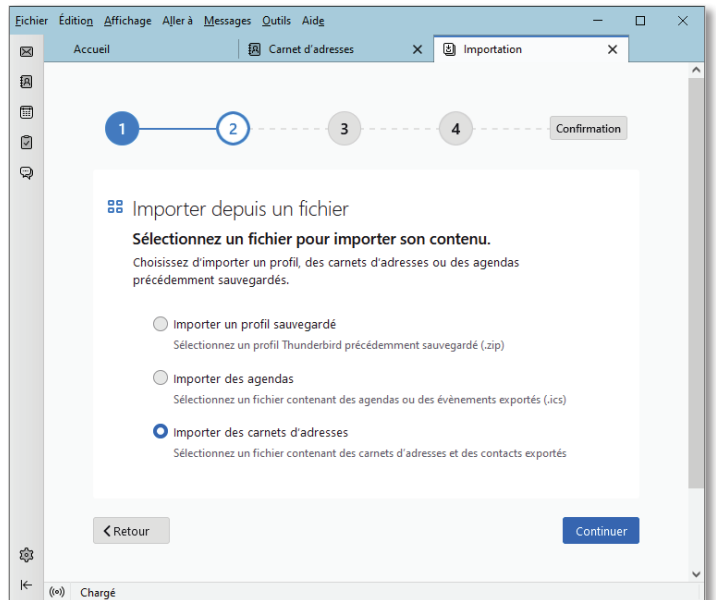 Fichier Édition Affichage Aller à Messages Outils Aide
Accueil Carnet d'adresses Importation
1 2 3 4 Confirmation
Importer depuis un fichier
Sélectionnez un fichier pour importer son contenu.
Choisissez d'importer un profil, des carnets d'adresses ou des agendas
précédemment sauvegardés.
Importer un profil sauvegardé
Sélectionnez un profil Thunderbird précédemment sauvegardé (.zip)
Importer des agendas
Sélectionnez un fichier contenant des agendas ou des évènements exportés (.ics)
Importer des carnets d'adresses
Sélectionnez un fichier contenant des carnets d'adresses et des contacts exportés
Retour Continuer
Chargé